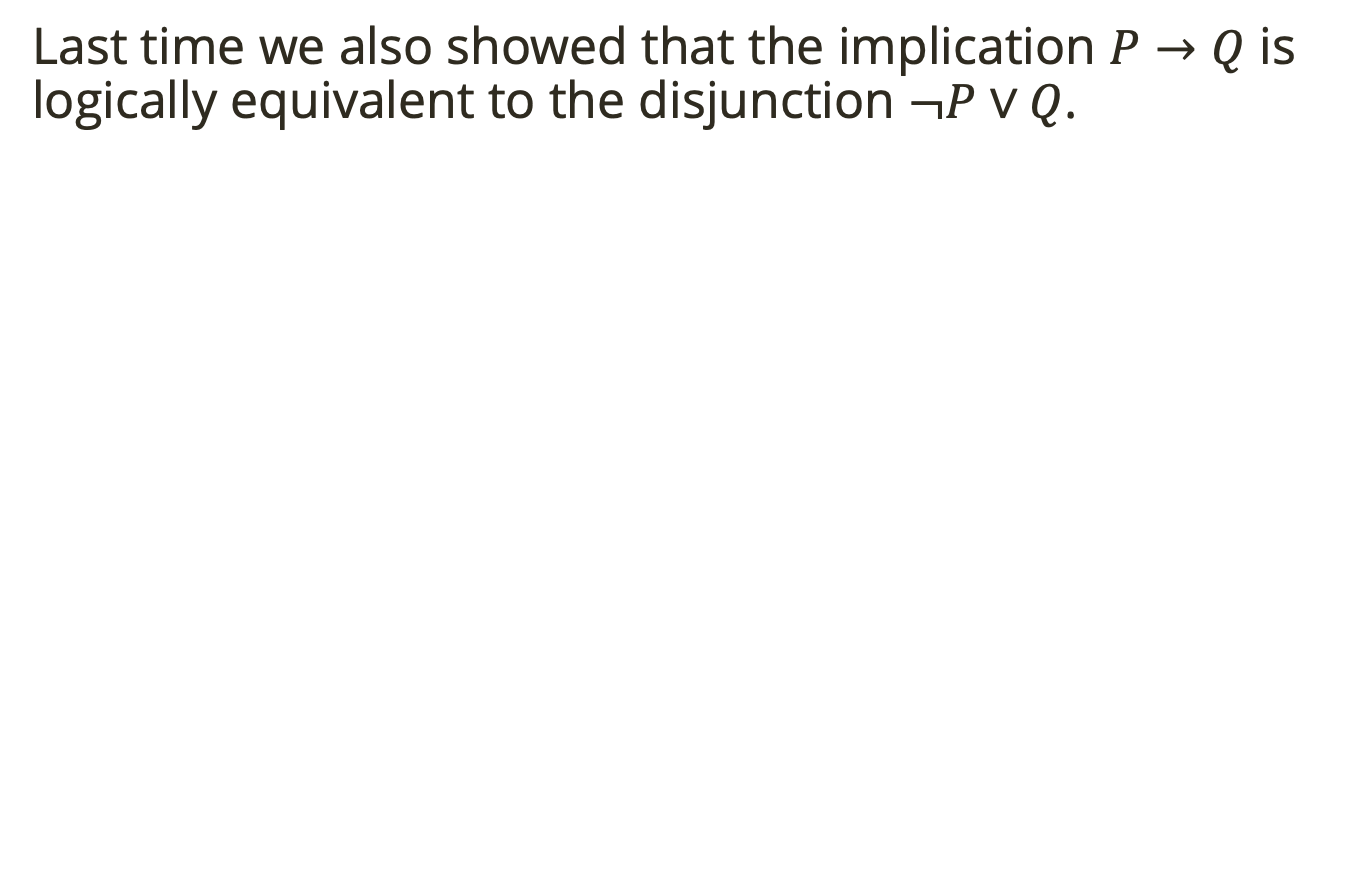 Last time we also showed that the implication P → Q is
logically equivalent to the disjunction ¬P ∨ Q.